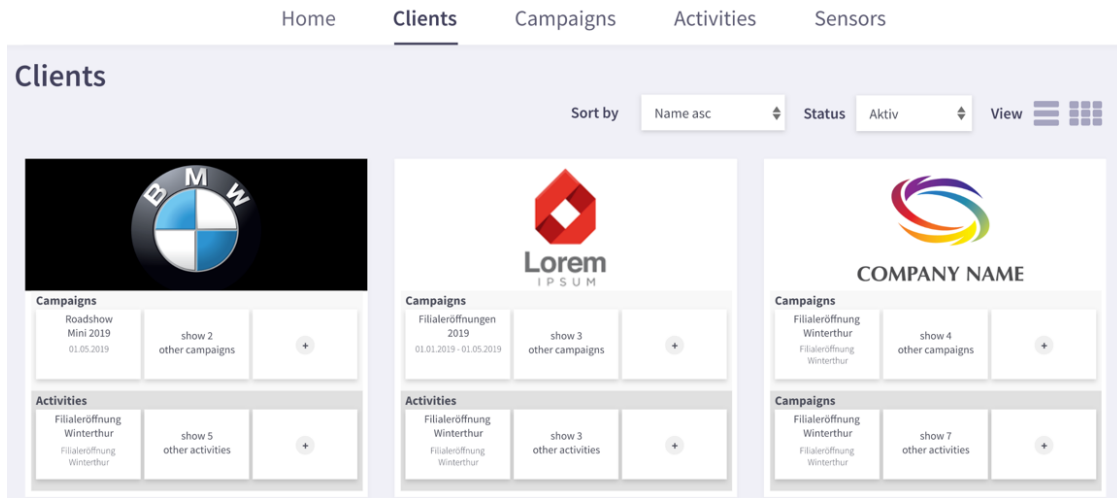 Home Clients Campaigns Activities Sensors
Clients
Sort by Name asc Status Aktiv View
BMW
Campaigns
Roadshow
Mini 2019
01.05.2019
show 2
other campaigns
+
Activities
Filialeröffnung
Winterthur
Filialeröffnung
Winterthur
show 5
other activities
+
Lorem
IPSUM
Campaigns
Filialeröffnungen
2019
01.01.2019 - 01.05.2019
show 3
other campaigns
+
Activities
Filialeröffnung
Winterthur
Filialeröffnung
Winterthur
show 3
other activities
+
COMPANY NAME
Campaigns
Filialeröffnung
Winterthur
Filialeröffnung
Winterthur
show 4
other campaigns
+
Campaigns
Filialeröffnung
Winterthur
Filialeröffnung
Winterthur
show 7
other activities
+